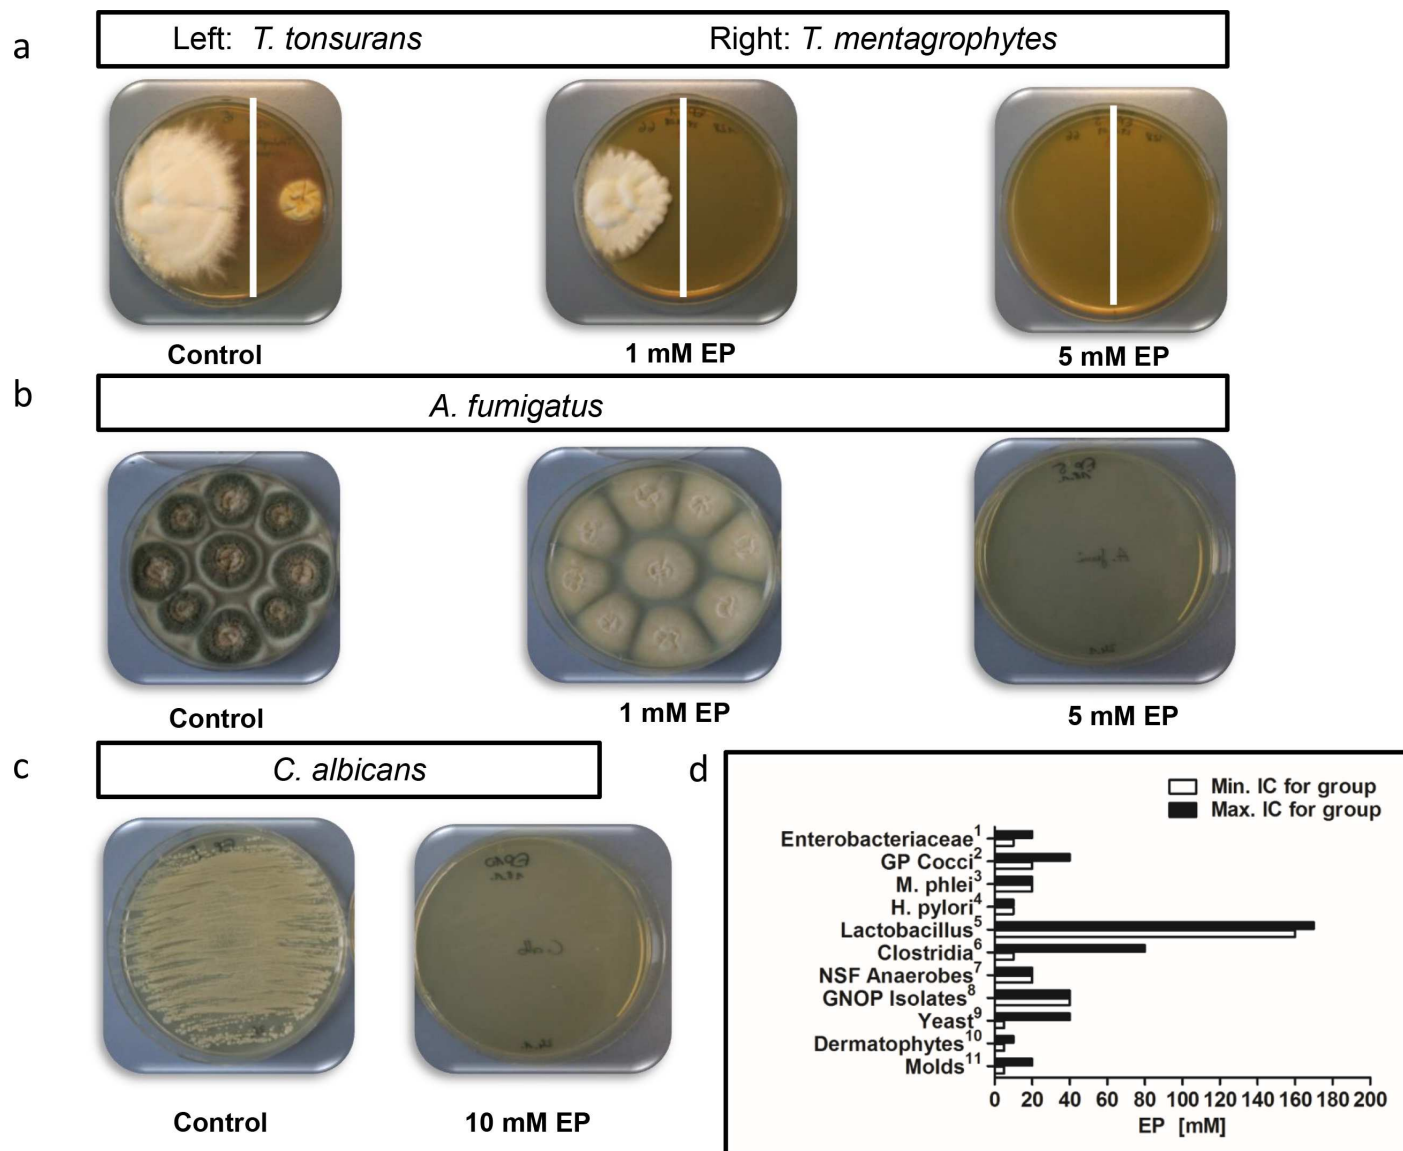 a
Left: T. tonsurans Right: T. mentagrophytes
Control
1 mM EP
5 mM EP
b
A. fumigatus
Control
1 mM EP
5 mM EP
c
C. albicans
Control
10 mM EP
d
Min. IC for group
Max. IC for group
Enterobacteriaceae1
GP Cocci2
M. phlei3
H. pylori4
Lactobacillus5
Clostridia6
NSF Anaerobes7
GNOP Isolates8
Yeast9
Dermatophytes10
Molds11
0 20 40 60 80 100 120 140 160 180 200
EP [mM]